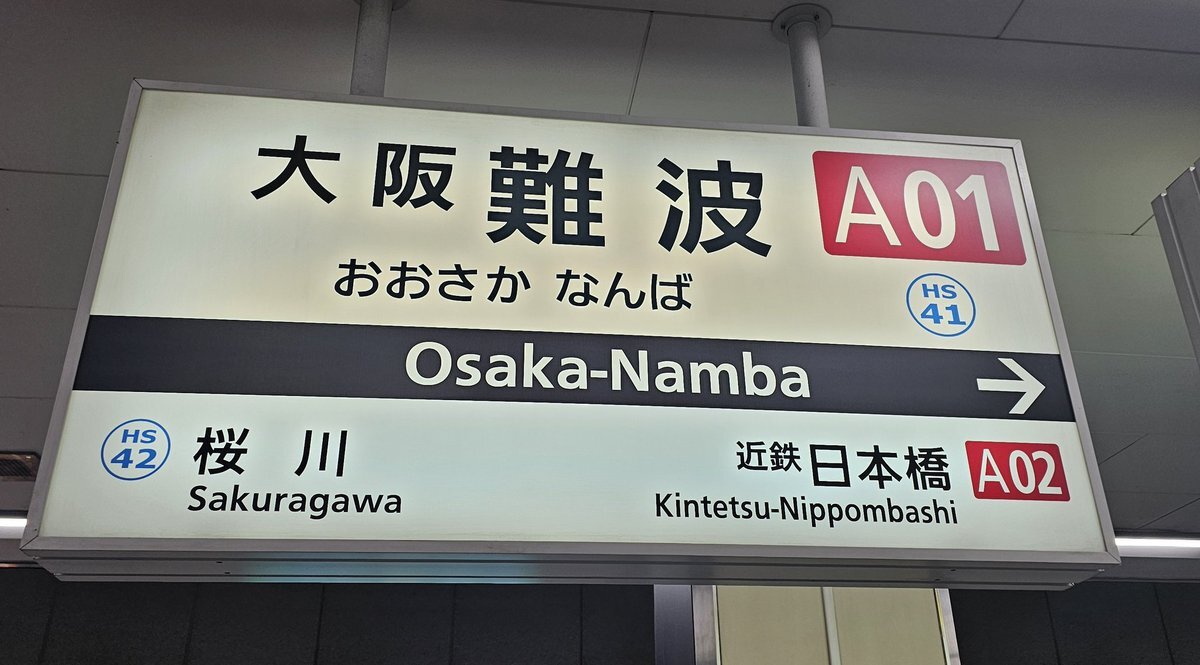 大阪難波 A01
おおさか なんば
HS 41
Osaka-Namba →
HS 42 桜川
Sakuragawa
近鉄日本橋 A02
Kintetsu-Nippombashi